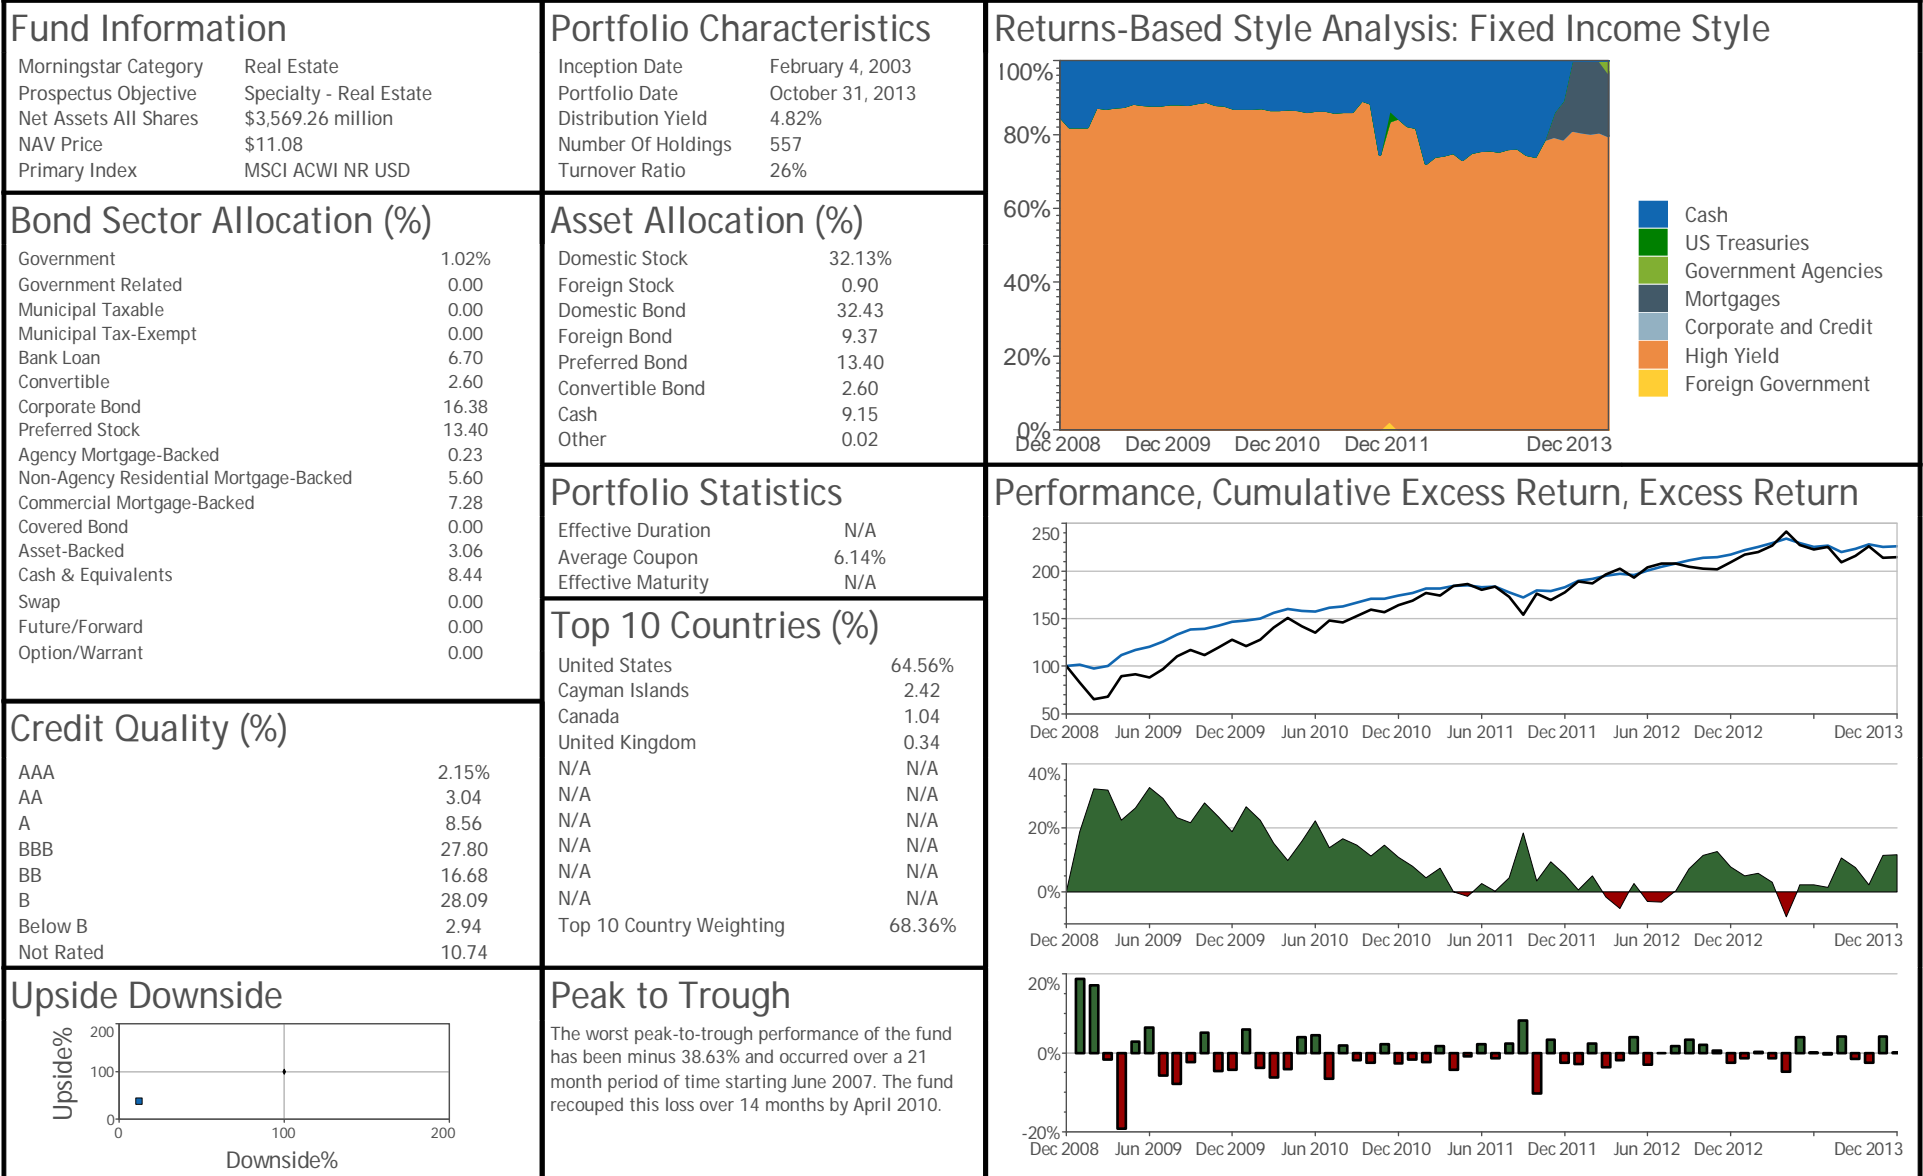 Fund Information
Morningstar Category Real Estate
Prospectus Objective Specialty - Real Estate
Net Assets All Shares $3,569.26 million
NAV Price $11.08
Primary Index MSCI ACWI NR USD
Bond Sector Allocation (%)
Government 1.02%
Government Related 0.00
Municipal Taxable 0.00
Municipal Tax-Exempt 0.00
Bank Loan 6.70
Convertible 2.60
Corporate Bond 16.38
Preferred Stock 13.40
Agency Mortgage-Backed 0.23
Non-Agency Residential Mortgage-Backed 5.60
Commercial Mortgage-Backed 7.28
Covered Bond 0.00
Asset-Backed 3.06
Cash & Equivalents 8.44
Swap 0.00
Future/Forward 0.00
Option/Warrant 0.00
Credit Quality (%)
AAA 2.15%
AA 3.04
A 8.56
BBB 27.80
BB 16.68
B 28.09
Below B 2.94
Not Rated 10.74
Upside Downside
Upside%
200
100
0
0 100 200
Downside%
Portfolio Characteristics
Inception Date February 4, 2003
Portfolio Date October 31, 2013
Distribution Yield 4.82%
Number Of Holdings 557
Turnover Ratio 26%
Asset Allocation (%)
Domestic Stock 32.13%
Foreign Stock 0.90
Domestic Bond 32.43
Foreign Bond 9.37
Preferred Bond 13.40
Convertible Bond 2.60
Cash 9.15
Other 0.02
Portfolio Statistics
Effective Duration N/A
Average Coupon 6.14%
Effective Maturity N/A
Top 10 Countries (%)
United States 64.56%
Cayman Islands 2.42
Canada 1.04
United Kingdom 0.34
N/A N/A
N/A N/A
N/A N/A
N/A N/A
N/A N/A
N/A N/A
Top 10 Country Weighting 68.36%
Peak to Trough
The worst peak-to-trough performance of the fund
has been minus 38.63% and occurred over a 21
month period of time starting June 2007. The fund
recouped this loss over 14 months by April 2010.
Returns-Based Style Analysis: Fixed Income Style
100%
80%
60%
40%
20%
0%
Dec 2008 Dec 2009 Dec 2010 Dec 2011 Dec 2013
Cash
US Treasuries
Government Agencies
Mortgages
Corporate and Credit
High Yield
Foreign Government
Performance, Cumulative Excess Return, Excess Return
250
200
150
100
50
Dec 2008 Jun 2009 Dec 2009 Jun 2010 Dec 2010 Jun 2011 Dec 2011 Jun 2012 Dec 2012 Dec 2013
40%
20%
0%
Dec 2008 Jun 2009 Dec 2009 Jun 2010 Dec 2010 Jun 2011 Dec 2011 Jun 2012 Dec 2012 Dec 2013
20%
0%
-20%
Dec 2008 Jun 2009 Dec 2009 Jun 2010 Dec 2010 Jun 2011 Dec 2011 Jun 2012 Dec 2012 Dec 2013